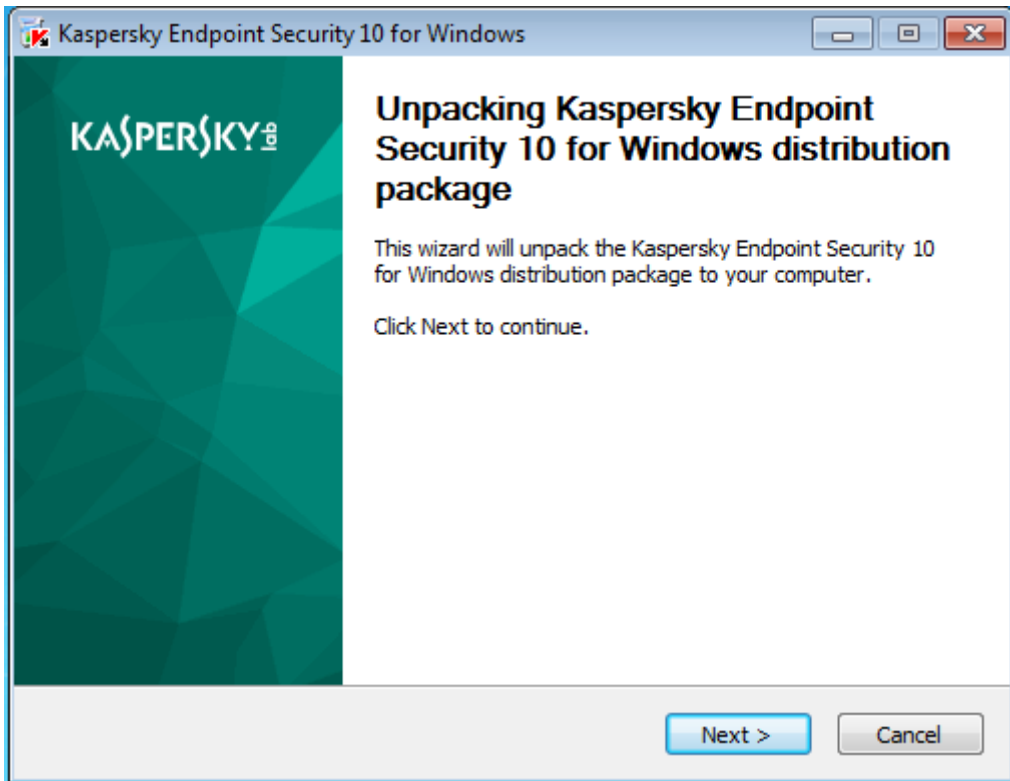 Kaspersky Endpoint Security 10 for Windows
KASPERSKY lab
Unpacking Kaspersky Endpoint
Security 10 for Windows distribution
package
This wizard will unpack the Kaspersky Endpoint Security 10
for Windows distribution package to your computer.
Click Next to continue.
Next >
Cancel